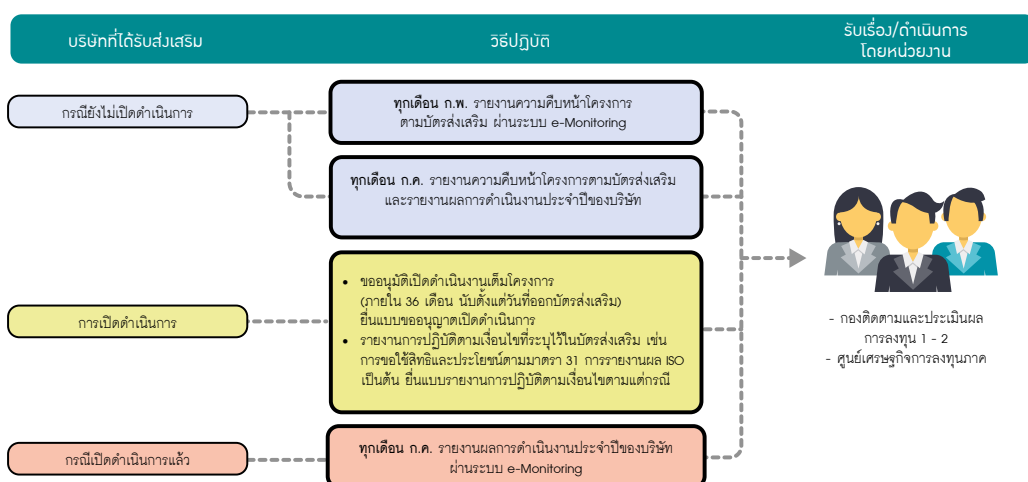 บริษัทที่ได้รับส่งเสริม
วิธีปฏิบัติ
รับเรื่อง/ดำเนินการ
โดยหน่วยงาน
กรณียังไม่เปิดดำเนินการ
ทุกเดือน ก.พ. รายงานความคืบหน้าโครงการ
ตามบัตรส่งเสริม ผ่านระบบ e-Monitoring
ทุกเดือน ก.ค. รายงานความคืบหน้าโครงการตามบัตรส่งเสริม
และรายงานผลการดำเนินงานประจำปีของบริษัท
การเปิดดำเนินการ
• ขออนุมัติเปิดดำเนินงานเต็มโครงการ
(ภายใน 36 เดือน นับตั้งแต่วันที่ออกบัตรส่งเสริม)
ยื่นแบบขออนุญาตเปิดดำเนินการ
• รายงานการปฏิบัติตามเงื่อนไขที่ระบุไว้ในบัตรส่งเสริม เช่น
การขอใช้สิทธิและประโยชน์ตามมาตรา 31 การรายงานผล ISO
เป็นต้น ยื่นแบบรายงานการปฏิบัติตามเงื่อนไขตามแต่กรณี
กรณีเปิดดำเนินการแล้ว
ทุกเดือน ก.ค. รายงานผลการดำเนินงานประจำปีของบริษัท
ผ่านระบบ e-Monitoring
- กองติดตามและประเมินผล
การลงทุน 1 - 2
- ศูนย์เศรษฐกิจการลงทุนภาค